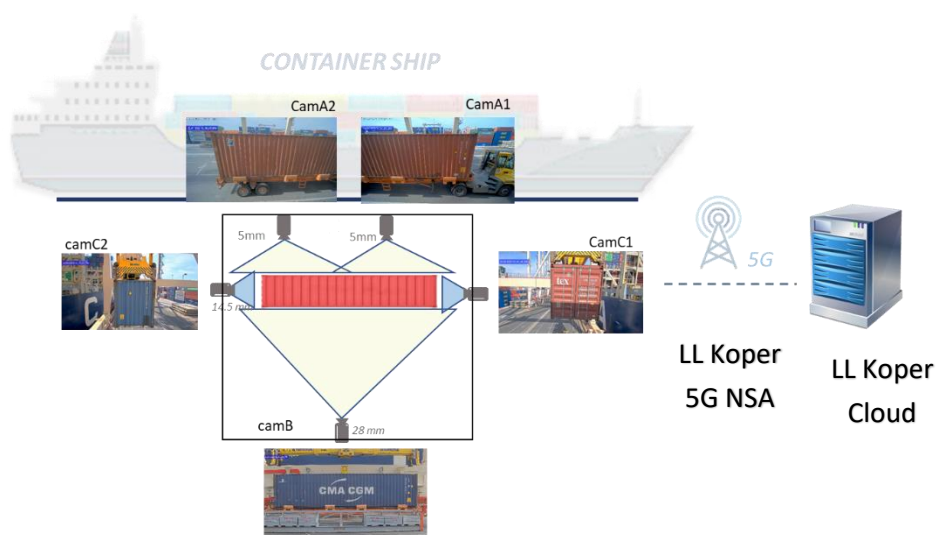 CONTAINER SHIP
CamA2
CamA1
5mm
5mm
camC2
CamC1
14.5 mm
tex
5G
camB
28 mm
CMA CGM
LL Koper
5G NSA
LL Koper
Cloud